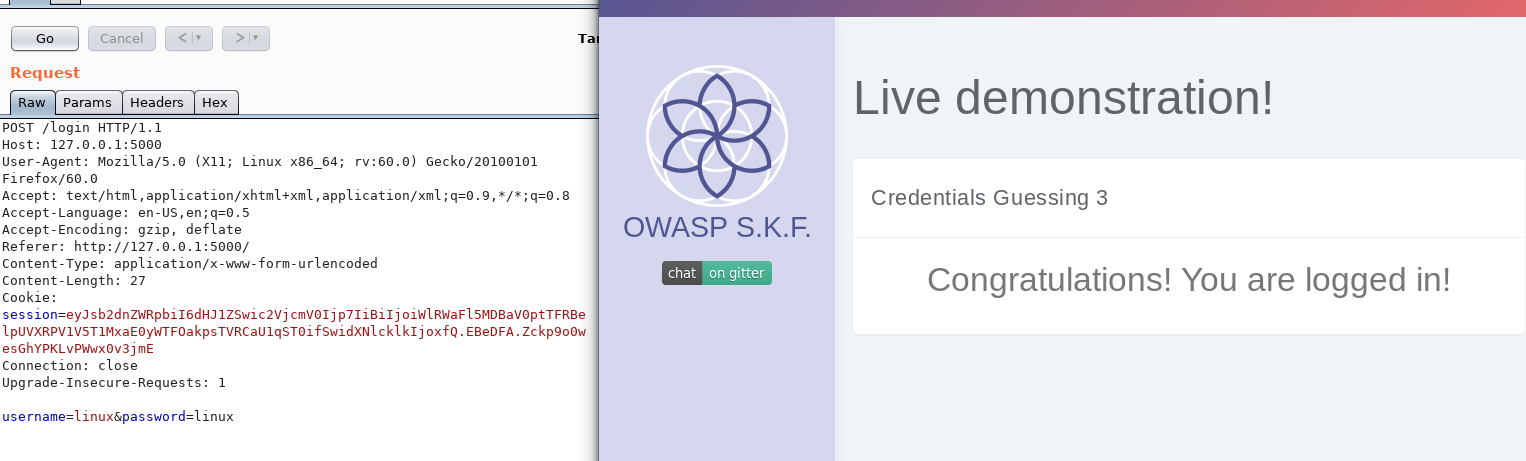 Go
Cancel
<
>
Request
Raw
Params
Headers
Hex
POST /login HTTP/1.1
Host: 127.0.0.1:5000
User-Agent: Mozilla/5.0 (X11; Linux x86_64; rv:60.0) Gecko/20100101
Firefox/60.0
Accept: text/html,application/xhtml+xml,application/xml;q=0.9,*/*;q=0.8
Accept-Language: en-US,en;q=0.5
Accept-Encoding: gzip, deflate
Referer: http://127.0.0.1:5000/
Content-Type: application/x-www-form-urlencoded
Content-Length: 27
Cookie:
session=eyJsb2dnZWRpbiI6dHJ1ZSwic2VjcmV0Ijp7IiBiIjoiWlRWaFl5MDBaV0ptTFRBe
lpUVXRPV1V5T1MxaE0yWTFOakpsTVRCaU1qST0ifSwidXNlcklkIjoxfQ.EBeDFA.Zckp9o0w
esGhYPKLvPWwx0v3jmE
Connection: close
Upgrade-Insecure-Requests: 1
username=linux&password=linux
OWASP S.K.F.
chat on gitter
Live demonstration!
Credentials Guessing 3
Congratulations! You are logged in!